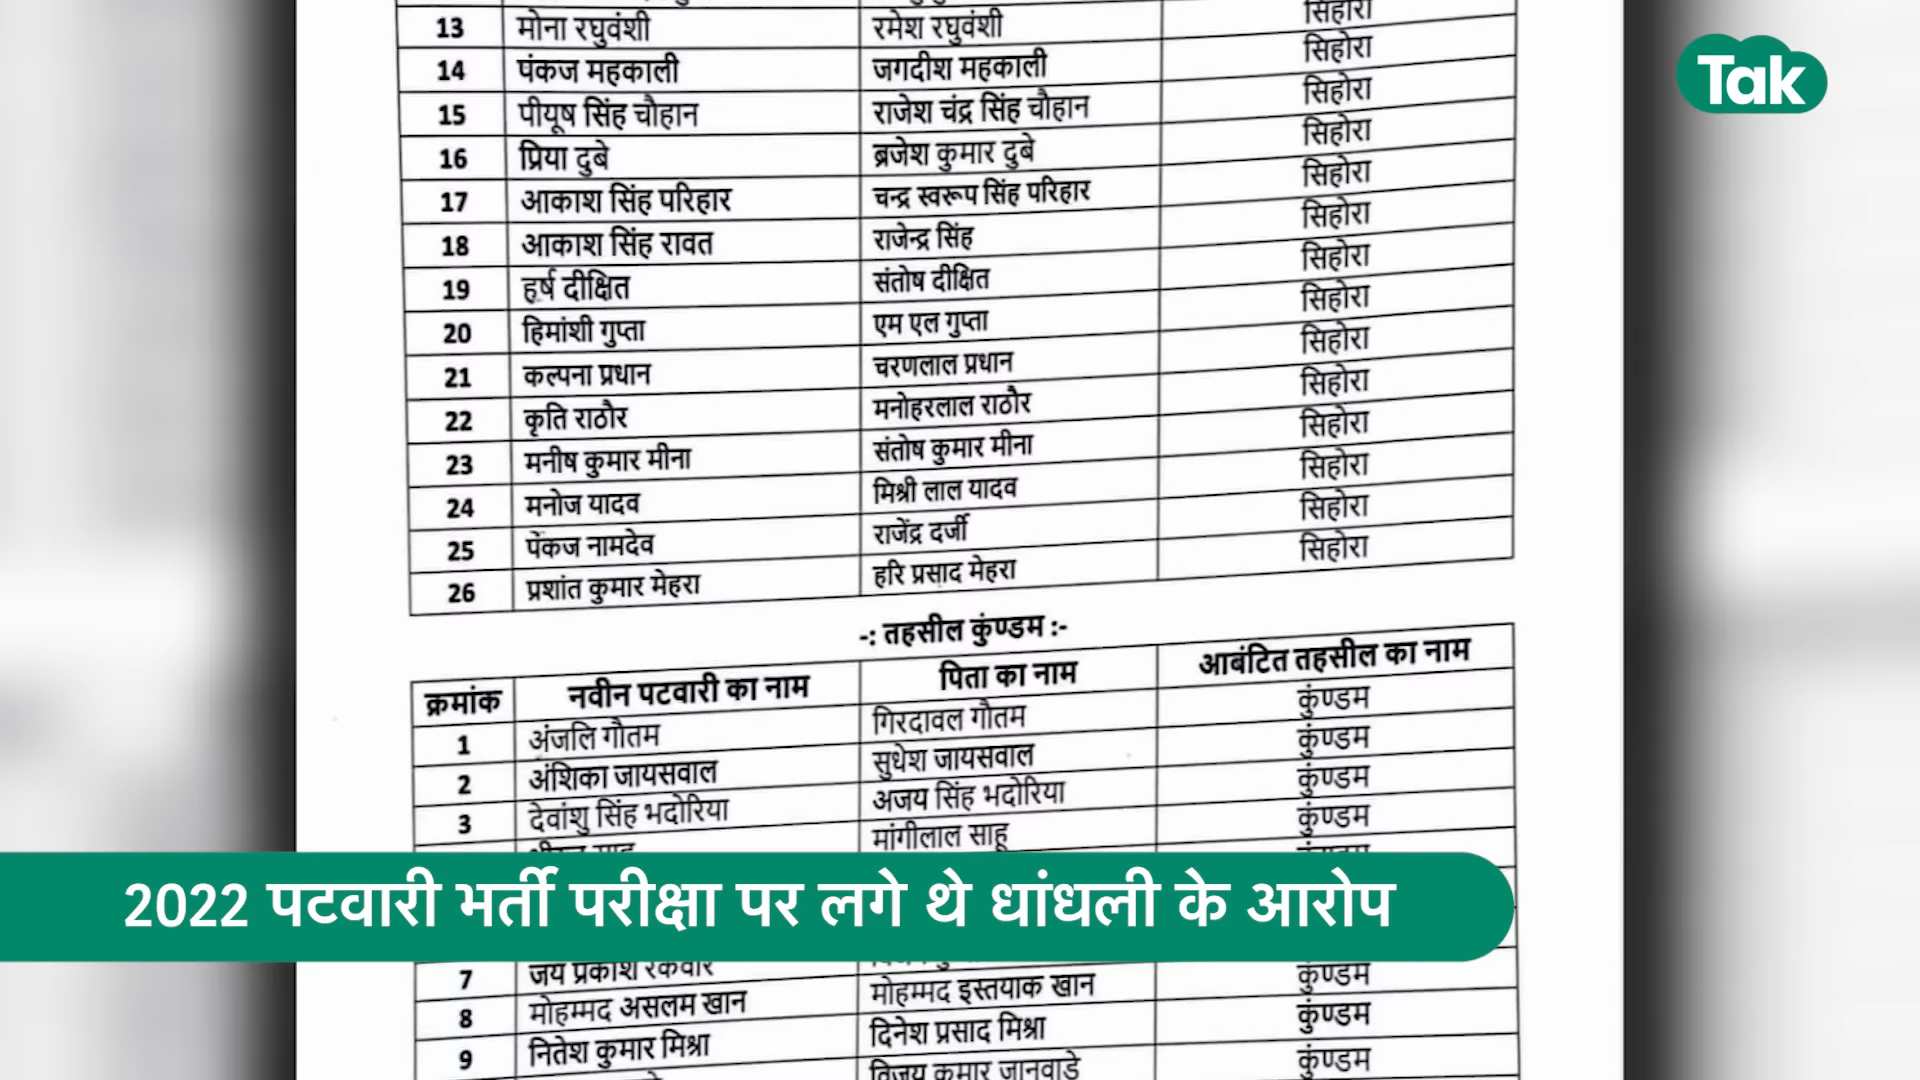 Tak
सिहोरा
13 मोना रघुवंशी रमेश रघुवंशी सिहोरा
14 पंकज महकाली जगदीश महकाली सिहोरा
15 पीयूष सिंह चौहान राजेश चंद्र सिंह चौहान सिहोरा
16 प्रिया दुबे ब्रजेश कुमार दुबे सिहोरा
17 आकाश सिंह परिहार चन्द्र स्वरूप सिंह परिहार सिहोरा
18 आकाश सिंह रावत राजेन्द्र सिंह सिहोरा
19 हर्ष दीक्षित संतोष दीक्षित सिहोरा
20 हिमांशी गुप्ता एम एल गुप्ता सिहोरा
21 कल्पना प्रधान चरणलाल प्रधान सिहोरा
22 कृति राठौर मनोहरलाल राठौर सिहोरा
23 मनीष कुमार मीना संतोष कुमार मीना सिहोरा
24 मनोज यादव मिश्री लाल यादव सिहोरा
25 पेंकज नामदेव राजेंद्र दर्जी सिहोरा
26 प्रशांत कुमार मेहरा हरि प्रसाद मेहरा सिहोरा
-: तहसील कुंण्डम :-
क्रमांक नवीन पटवारी का नाम पिता का नाम आबंटित तहसील का नाम
1 अंजलि गौतम गिरदावल गौतम कुंण्डम
2 अंशिका जायसवाल सुधेश जायसवाल कुंण्डम
3 देवांशु सिंह भदोरिया अजय सिंह भदोरिया कुंण्डम
मांगीलाल साहू कुंण्डम
2022 पटवारी भर्ती परीक्षा पर लगे थे धांधली के आरोप
7 जय प्रकाश रकवार कुंण्डम
8 मोहम्मद असलम खान मोहम्मद इस्तयाक खान कुंण्डम
9 नितेश कुमार मिश्रा दिनेश प्रसाद मिश्रा कुंण्डम
विजय कुमार जानवाडे